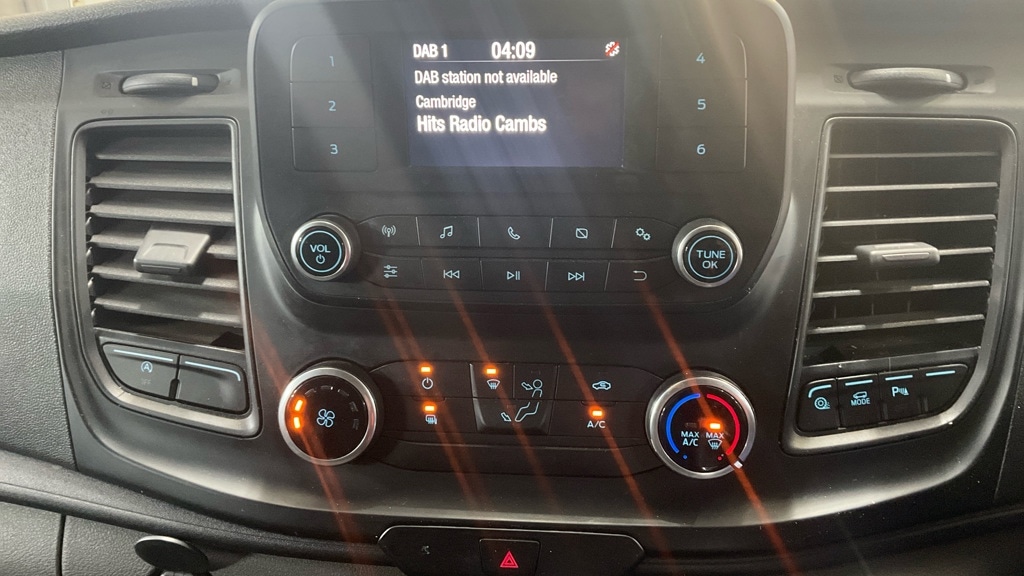 DAB 1 04:09
DAB station not available
Cambridge
Hits Radio Cambs
1
2
3
4
5
6
VOL
TUNE
OK
A
OFF
A/C
MAX
A/C
MAX
MODE
P